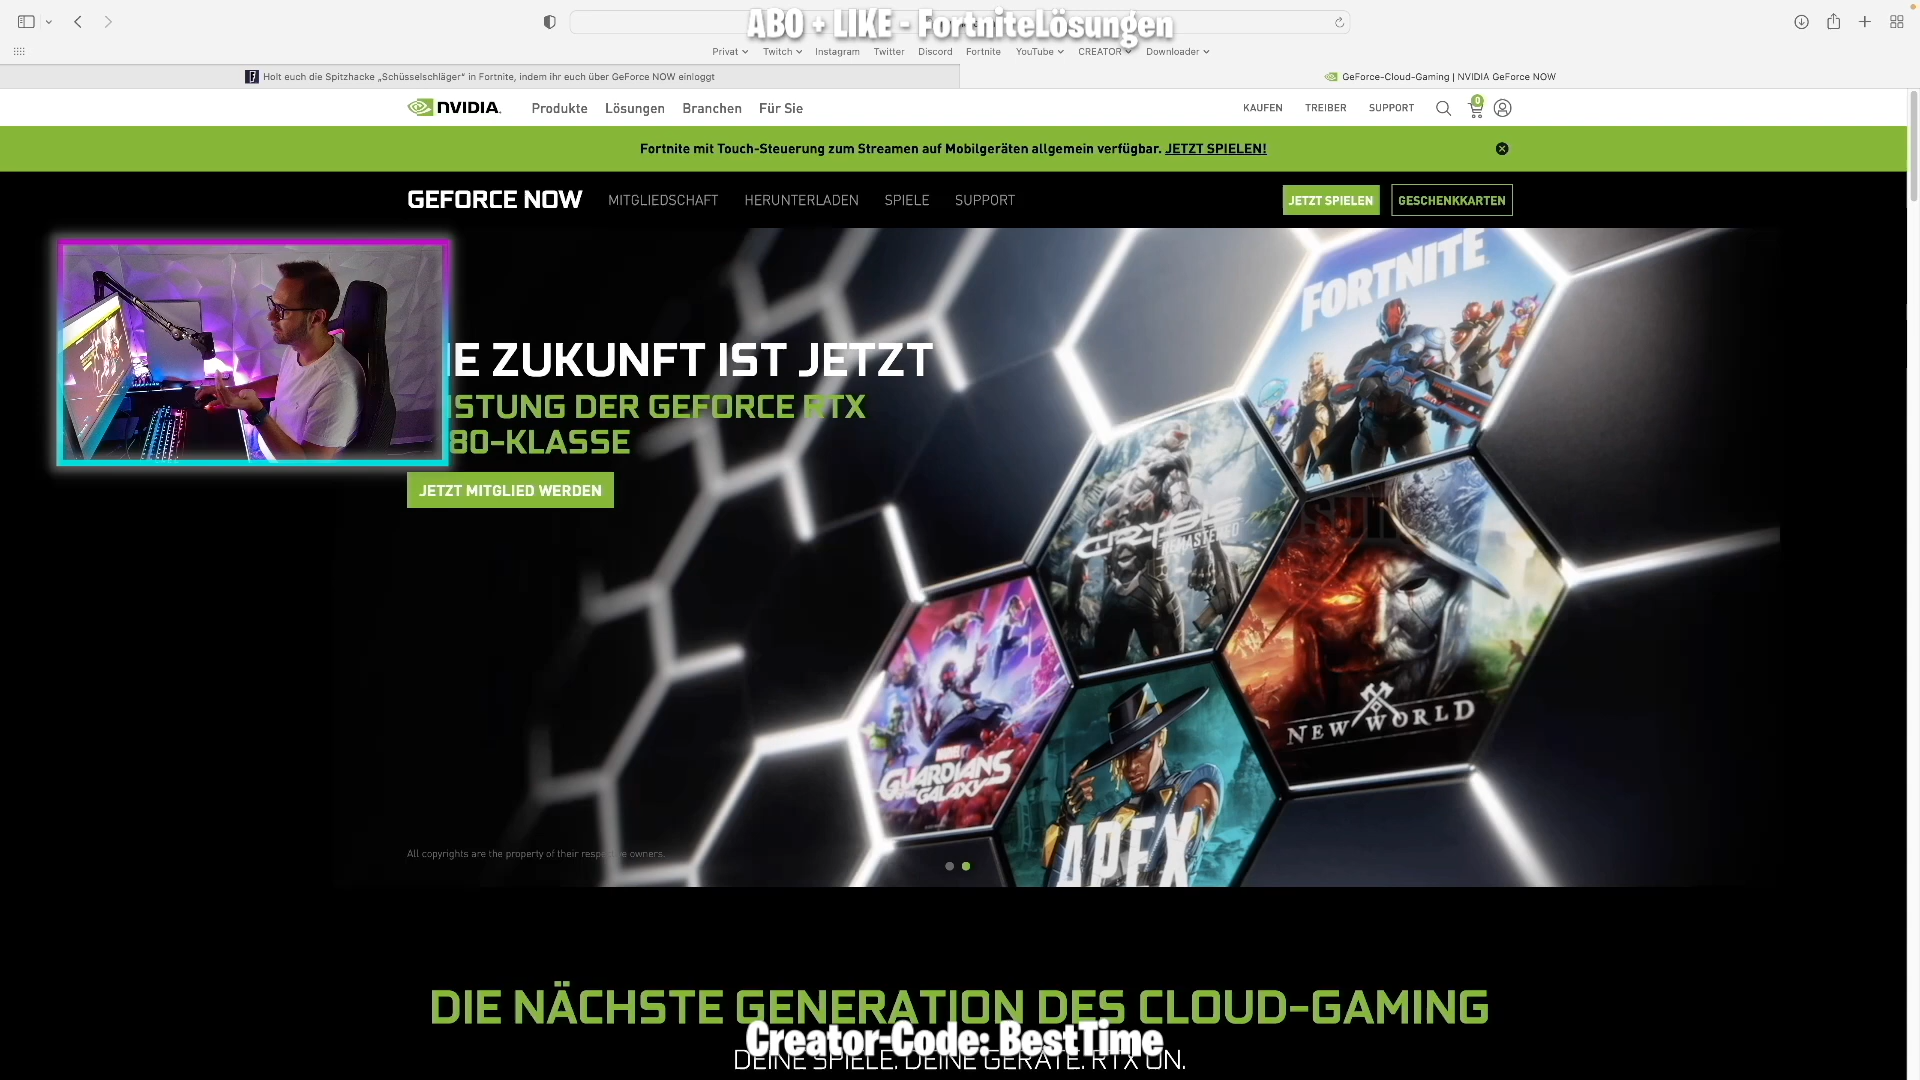 ABO + LIKE - FortniteLösungen
Privat Twitch Instagram Twitter Discord Fortnite YouTube CREATOR Downloader
Holt euch die Spitzhacke „Schüsselschläger“ in Fortnite, indem ihr euch über GeForce NOW einloggt
GeForce-Cloud-Gaming | NVIDIA GeForce NOW
NVIDIA. Produkte Lösungen Branchen Für Sie KAUFEN TREIBER SUPPORT 0
Fortnite mit Touch-Steuerung zum Streamen auf Mobilgeräten allgemein verfügbar. JETZT SPIELEN!
GEFORCE NOW MITGLIEDSCHAFT HERUNTERLADEN SPIELE SUPPORT JETZT SPIELEN GESCHENKKARTEN
FORTNITE
E ZUKUNFT IST JETZT
STUNG DER GEFORCE RTX
80-KLASSE
JETZT MITGLIED WERDEN
CRYSIS
REMASTERED
NEW WORLD
MARVEL
GUARDIANS
GALAXY
APEX
All copyrights are the property of their respective owners.
DIE NÄCHSTE GENERATION DES CLOUD-GAMING
Creator-Code: BestTime
DEINE SPIELE. DEINE GERÄTE. RTX ON.